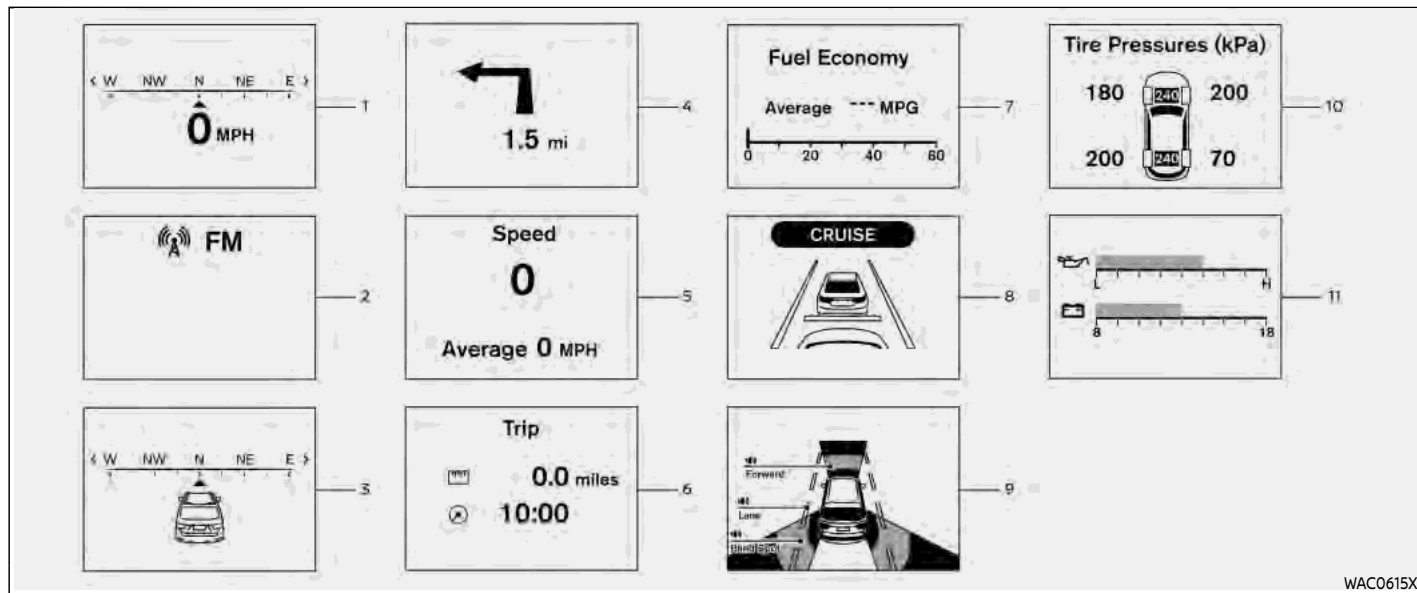 < W NW N NE E >
0 MPH
1
1.5 mi
4
Fuel Economy
Average --- MPG
0 20 40 60
7
Tire Pressures (kPa)
180 240 200
200 240 70
10
A FM
2
Speed
0
Average 0 MPH
5
CRUISE
8
L H
8 18
11
< W NW N NE E >
3
Trip
0.0 miles
10:00
6
Forward
Lane
Blind Spot
9
WAC0615X